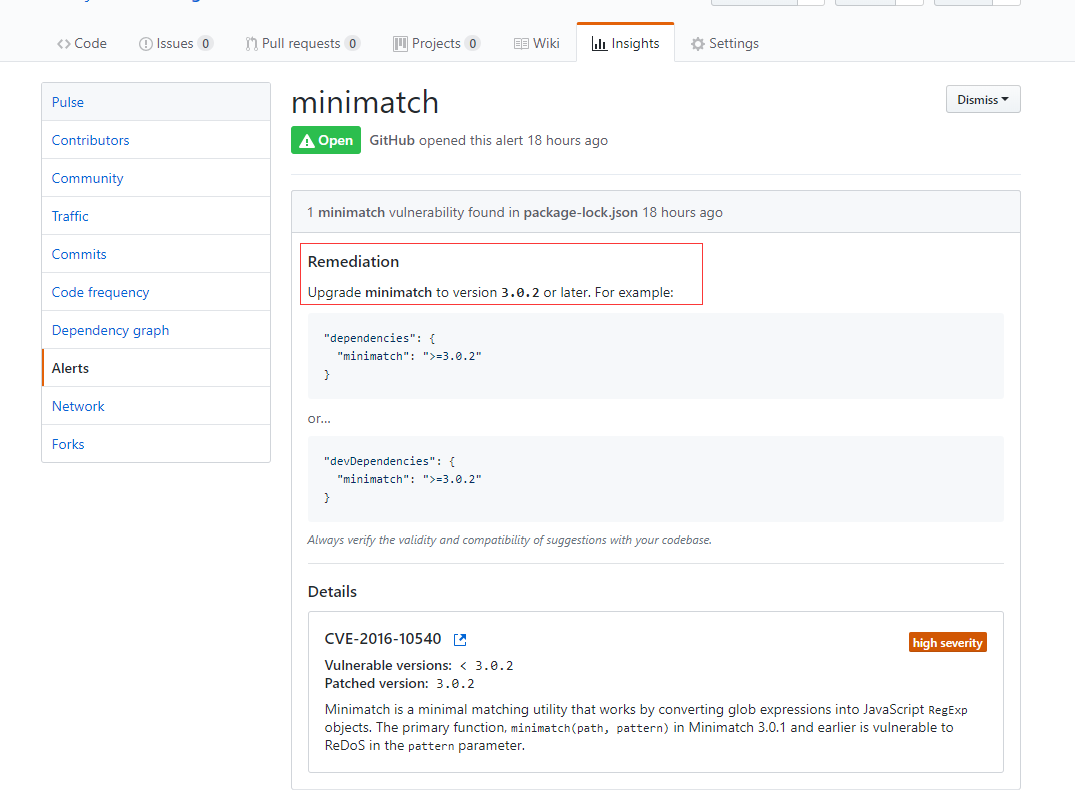 Code
Issues 0
Pull requests 0
Projects 0
Wiki
Insights
Settings
Pulse
Contributors
Community
Traffic
Commits
Code frequency
Dependency graph
Alerts
Network
Forks
minimatch
Dismiss
Open
GitHub opened this alert 18 hours ago
1 minimatch vulnerability found in package-lock.json 18 hours ago
Remediation
Upgrade minimatch to version 3.0.2 or later. For example:
"dependencies": {
"minimatch": ">=3.0.2"
}
or...
"devDependencies": {
"minimatch": ">=3.0.2"
}
Always verify the validity and compatibility of suggestions with your codebase.
Details
CVE-2016-10540
high severity
Vulnerable versions: < 3.0.2
Patched version: 3.0.2
Minimatch is a minimal matching utility that works by converting glob expressions into JavaScript RegExp
objects. The primary function, minimatch(path, pattern) in Minimatch 3.0.1 and earlier is vulnerable to
ReDoS in the pattern parameter.